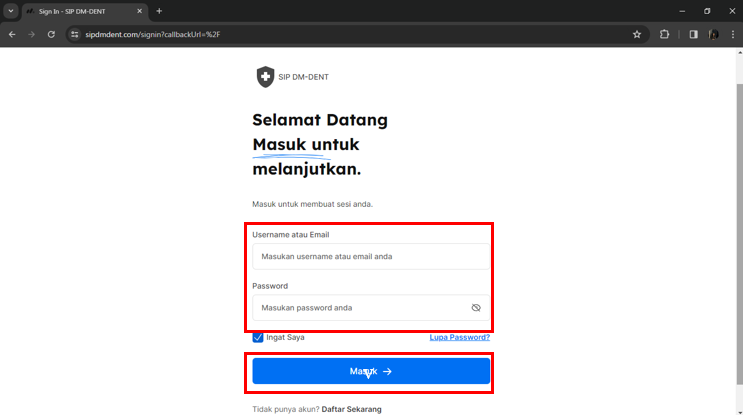 Sign In – SIP DM-DENT
sipdmdent.com/signin?callbackUrl=%2F
SIP DM-DENT
Selamat Datang
Masuk untuk
melanjutkan.
Masuk untuk membuat sesi anda.
Username atau Email
Masukan username atau email anda
Password
Masukan password anda
Ingat Saya
Lupa Password?
Masuk
Tidak punya akun? Daftar Sekarang